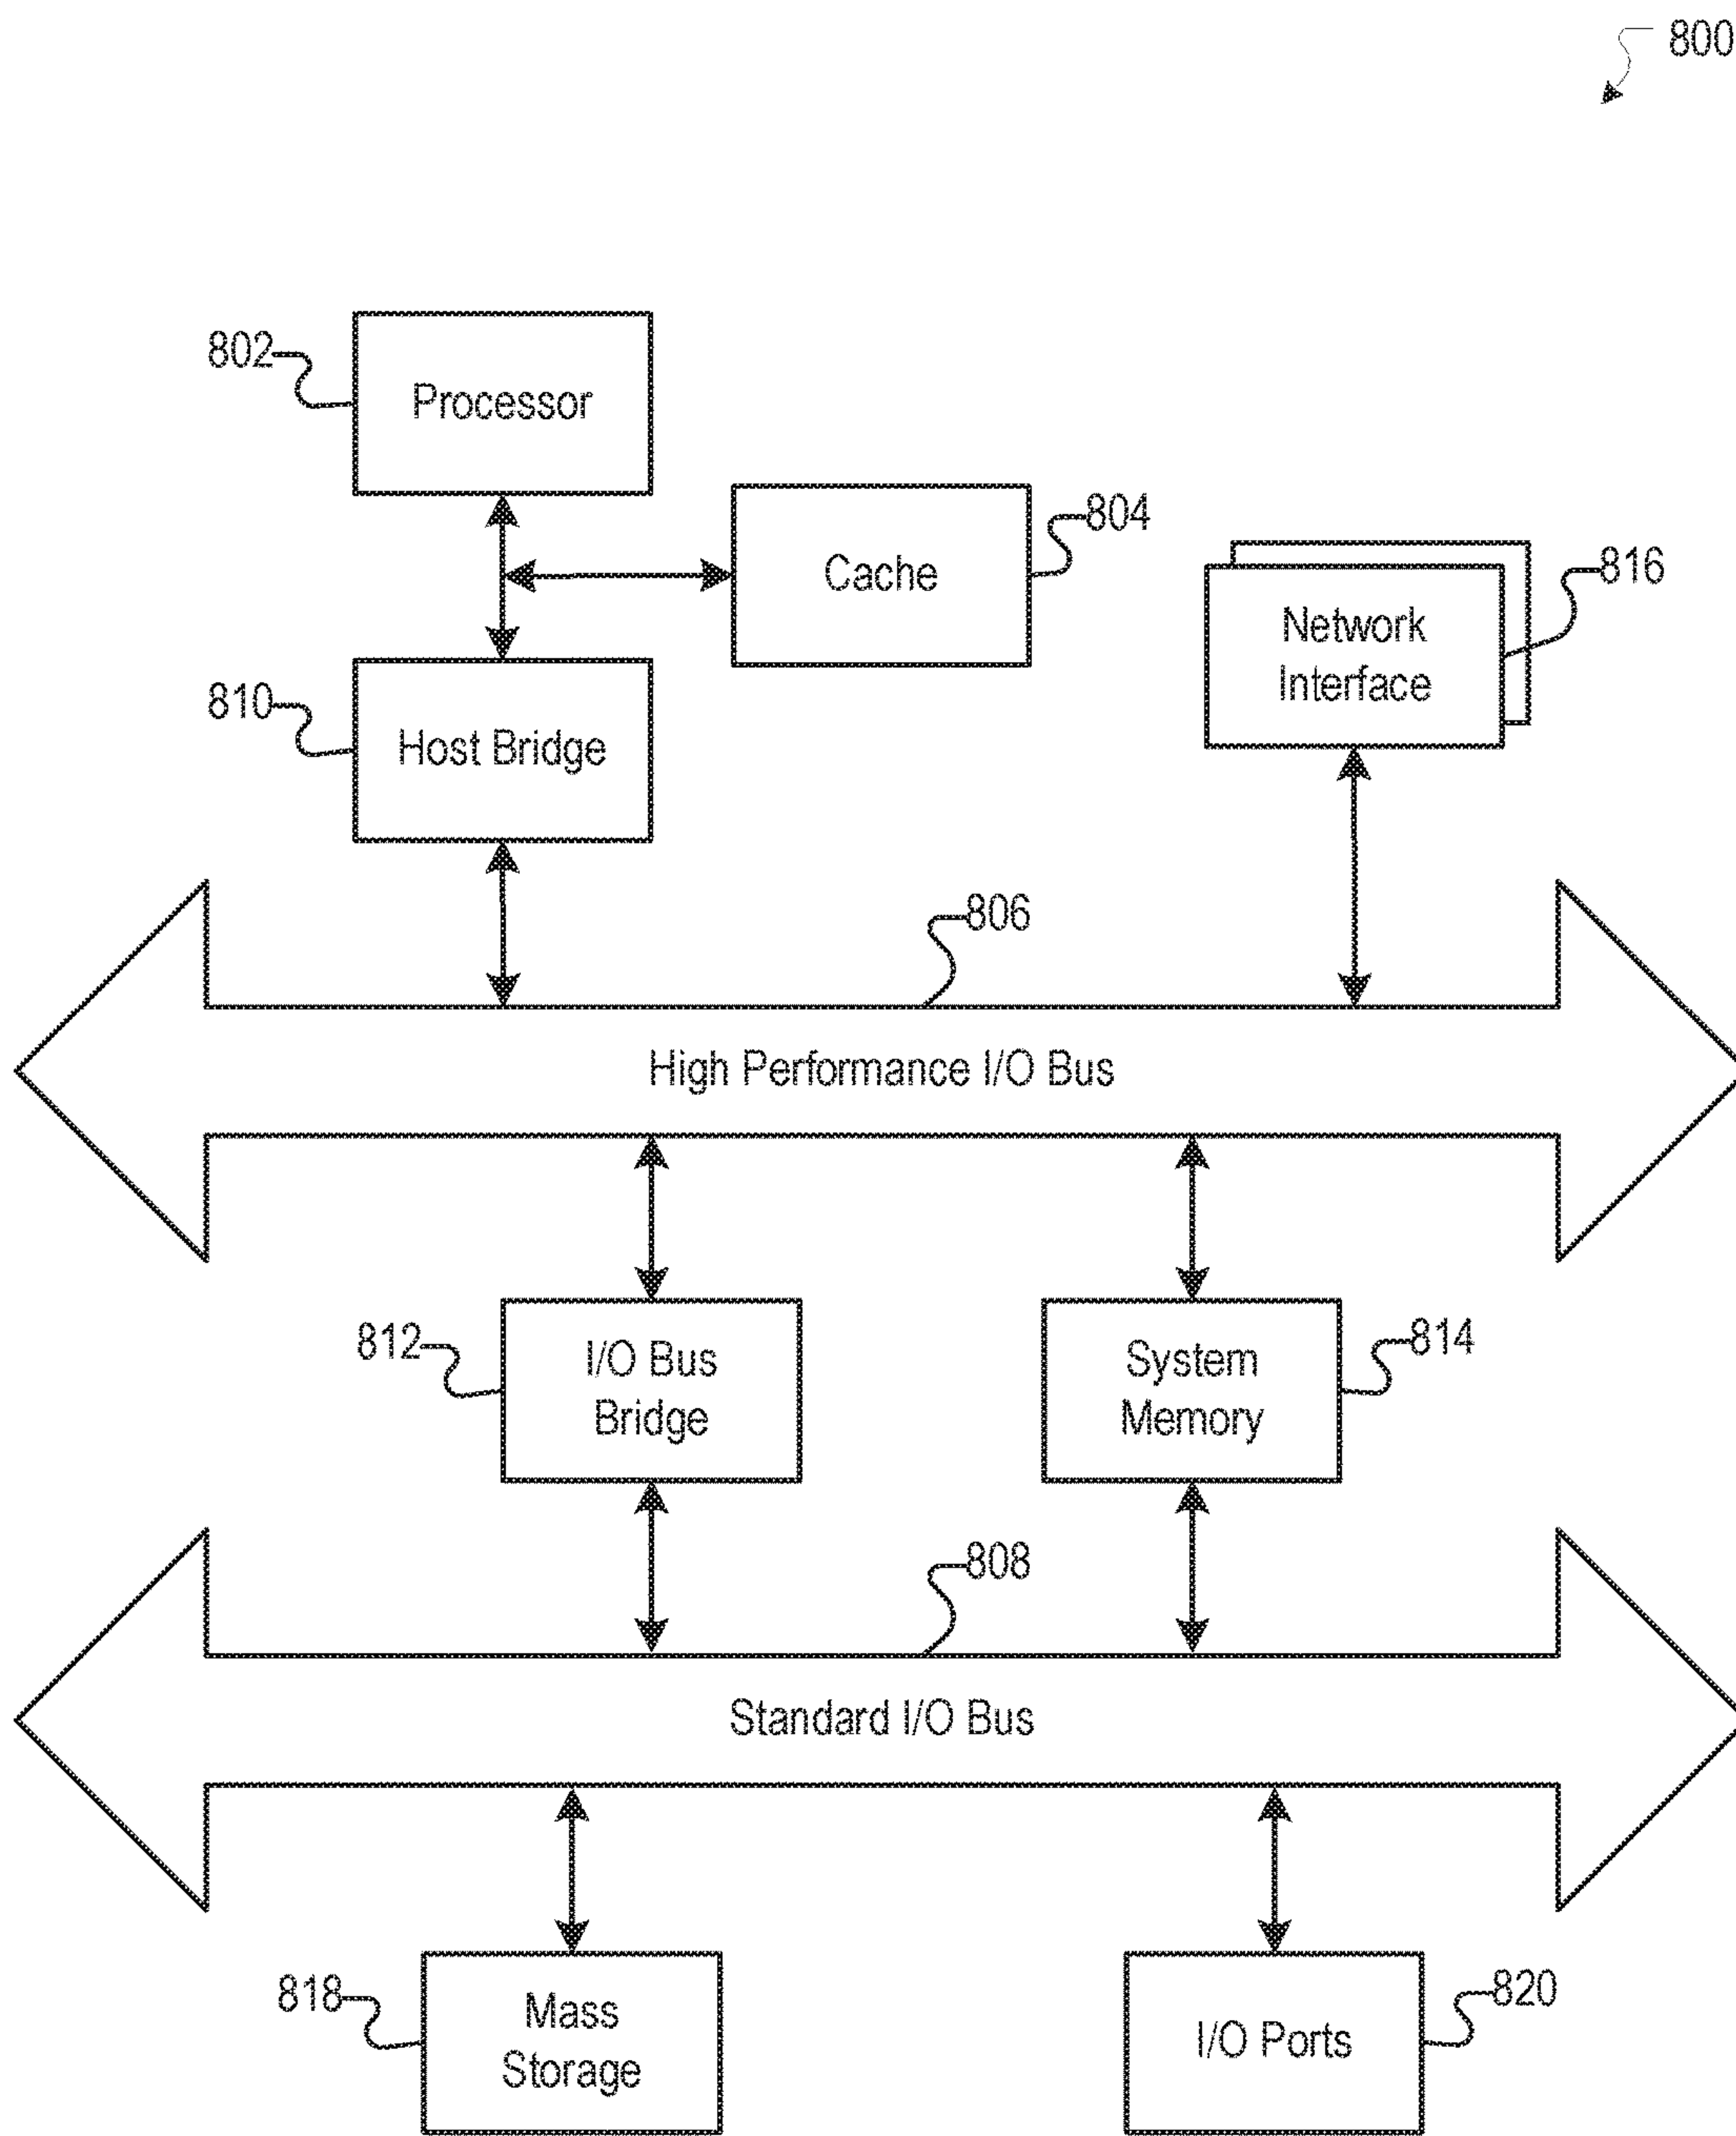 800
802
Processor
804
Cache
816
Network
Interface
810
Host Bridge
806
High Performance I/O Bus
812
I/O Bus
Bridge
814
System
Memory
808
Standard I/O Bus
818
Mass
Storage
820
I/O Ports